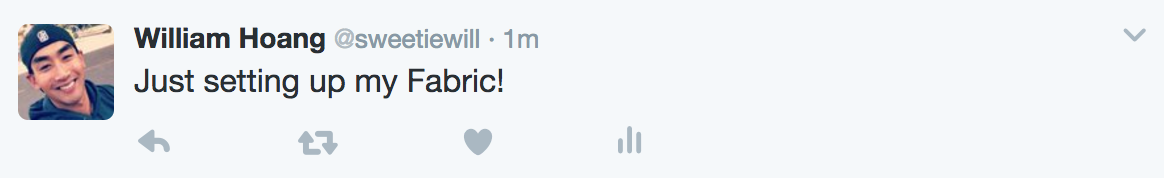 William Hoang @sweetiewill · 1m
Just setting up my Fabric!